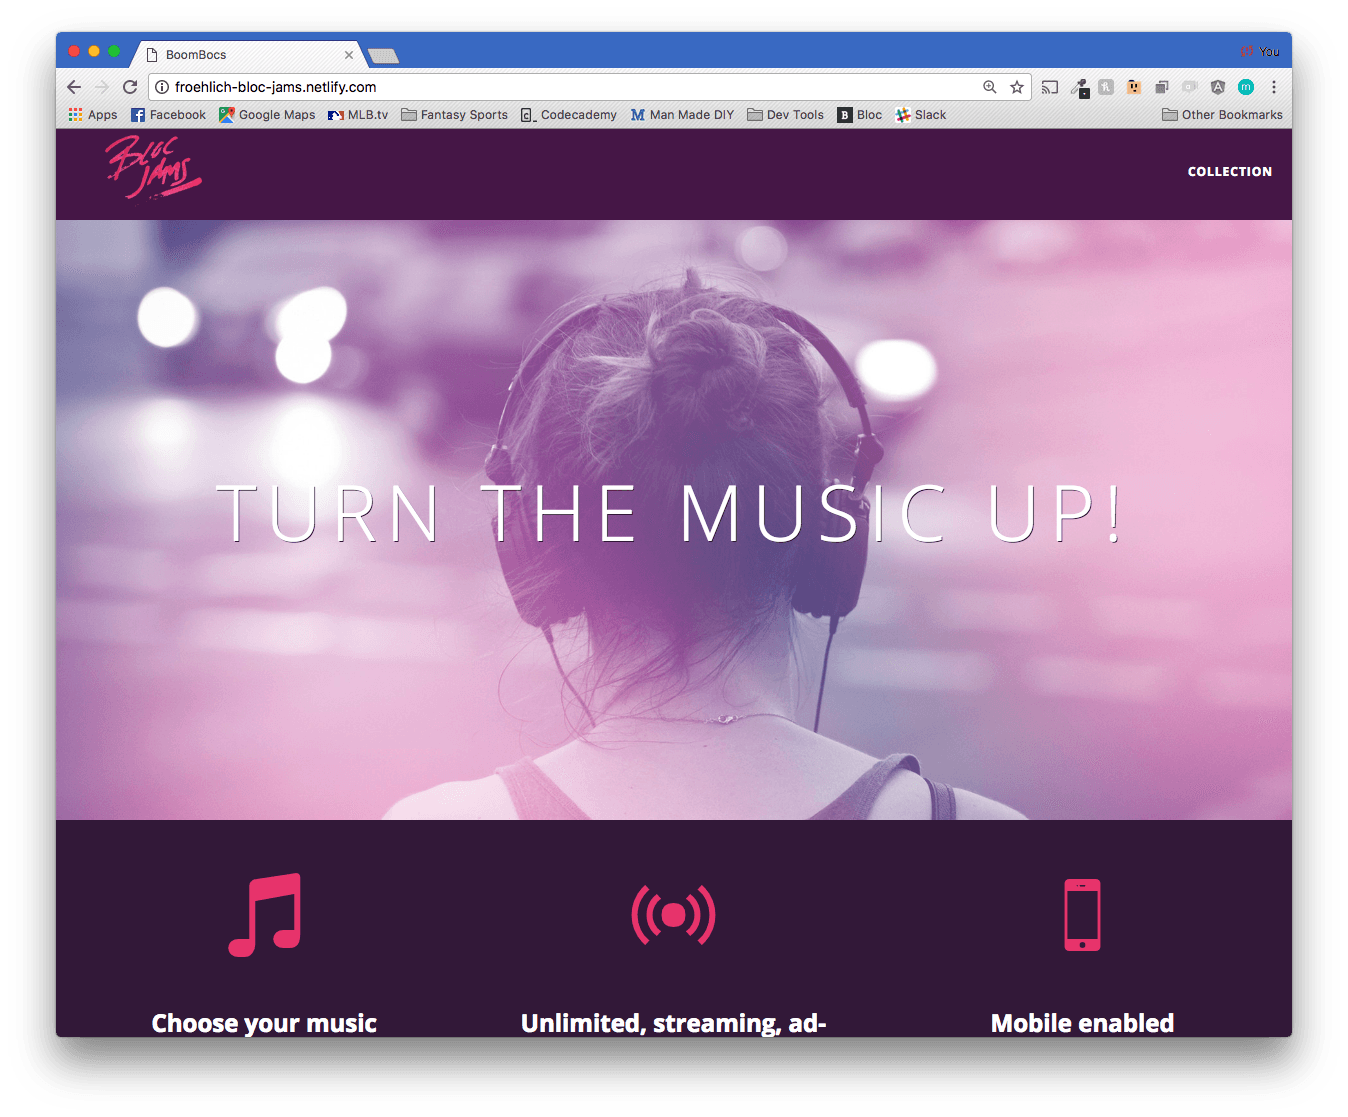 BoomBocs
You
froehlich-bloc-jams.netlify.com
Apps Facebook Google Maps MLB.tv Fantasy Sports Codecademy Man Made DIY Dev Tools Bloc Slack Other Bookmarks
BLOC
JAMS
COLLECTION
TURN THE MUSIC UP!
Choose your music Unlimited, streaming, ad- Mobile enabled